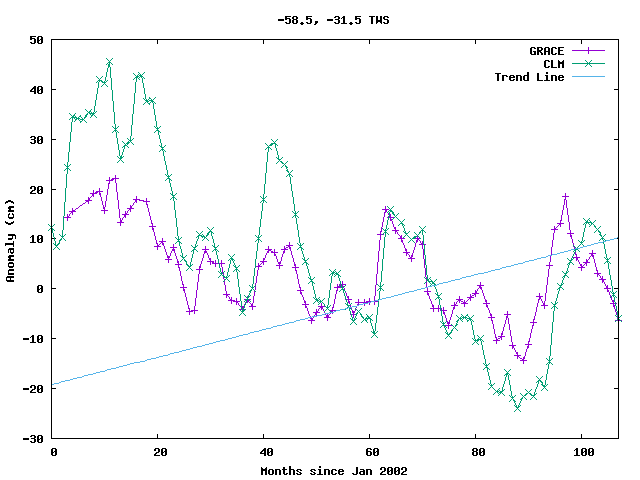 -58.5, -31.5 TWS
GRACE
CLM
Trend Line
50
40
30
20
10
0
-10
-20
-30
Anomaly (cm)
0 20 40 60 80 100
Months since Jan 2002